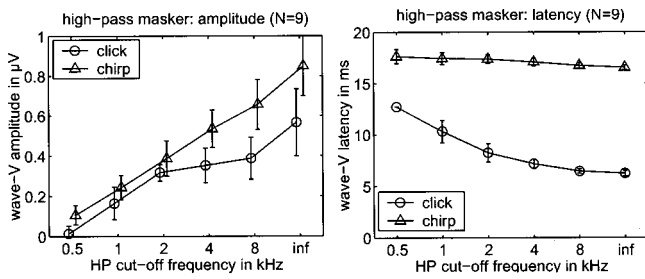 high-pass masker: amplitude (N=9)
click
chirp
wave-V amplitude in μV
1
0.8
0.6
0.4
0.2
0
0.5 1 2 4 8 inf
HP cut-off frequency in kHz
high-pass masker: latency (N=9)
wave-V latency in ms
20
15
10
5
0
click
chirp
0.5 1 2 4 8 inf
HP cut-off frequency in kHz